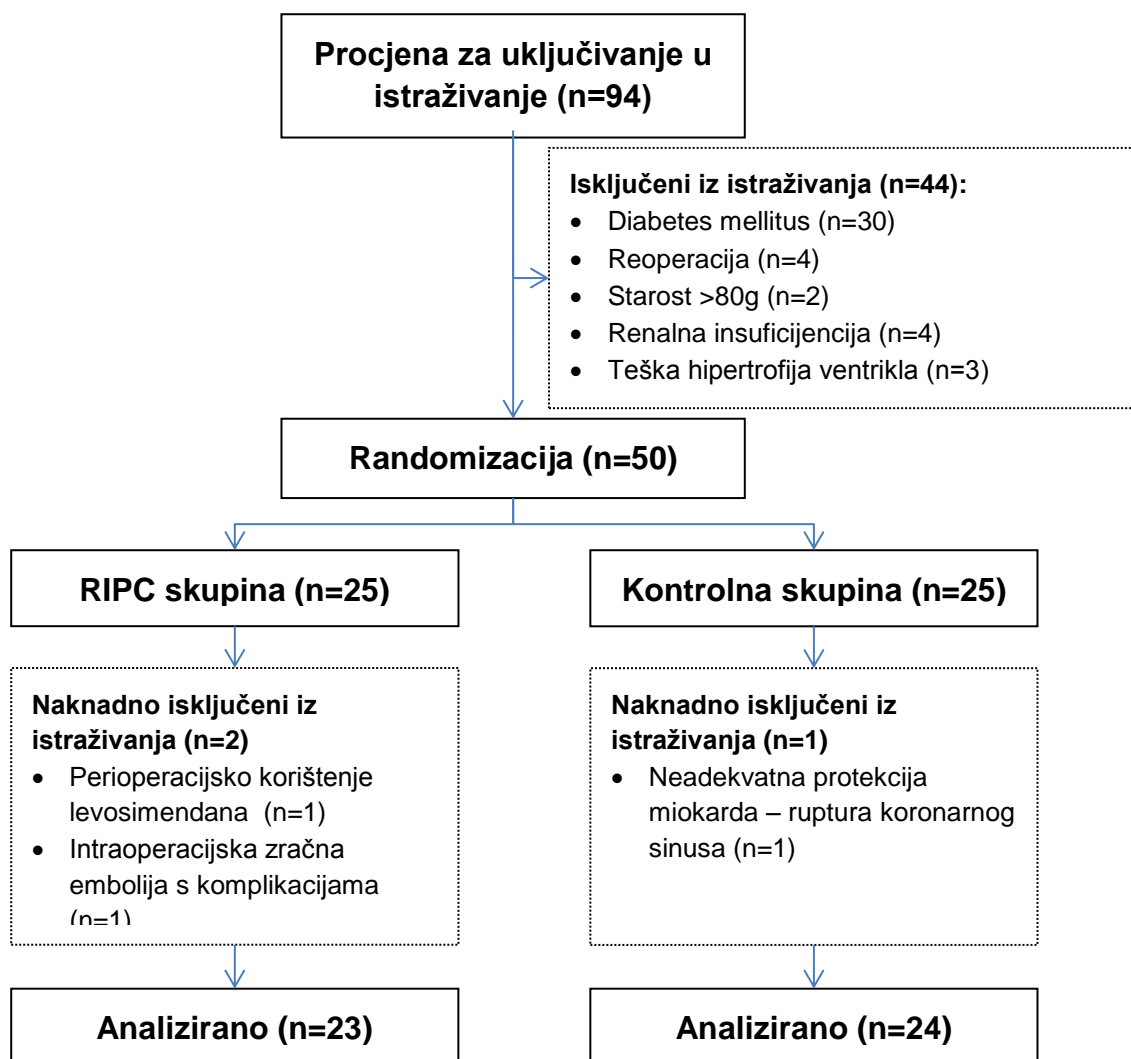 Procjena za uključivanje u
istraživanje (n=94)
Isključeni iz istraživanja (n=44):
• Diabetes mellitus (n=30)
• Reoperacija (n=4)
• Starost >80g (n=2)
• Renalna insuficijencija (n=4)
• Teška hipertrofija ventrikla (n=3)
Randomizacija (n=50)
RIPC skupina (n=25)
Kontrolna skupina (n=25)
Naknadno isključeni iz
istraživanja (n=2)
• Perioperacijsko korištenje
levosimendana (n=1)
• Intraoperacijska zračna
embolija s komplikacijama
(n=1)
Naknadno isključeni iz
istraživanja (n=1)
• Neadekvatna protekcija
miokarda – ruptura koronarnog
sinusa (n=1)
Analizirano (n=23)
Analizirano (n=24)